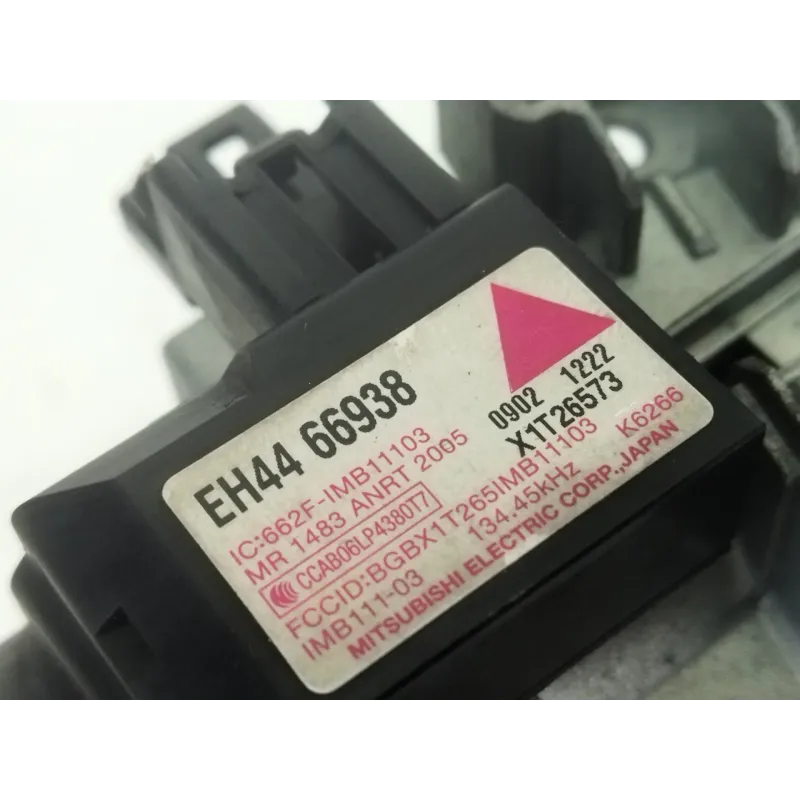 EH44 66938
0902 1222
X1T26573
IC:662F-IMB11103
MR 1483 ANRT 2005
CCAB06LP4380T7
FCCID:BGBX1T265IMB11103
IMB111-03 134.45kHz K6266
MITSUBISHI ELECTRIC CORP.,JAPAN